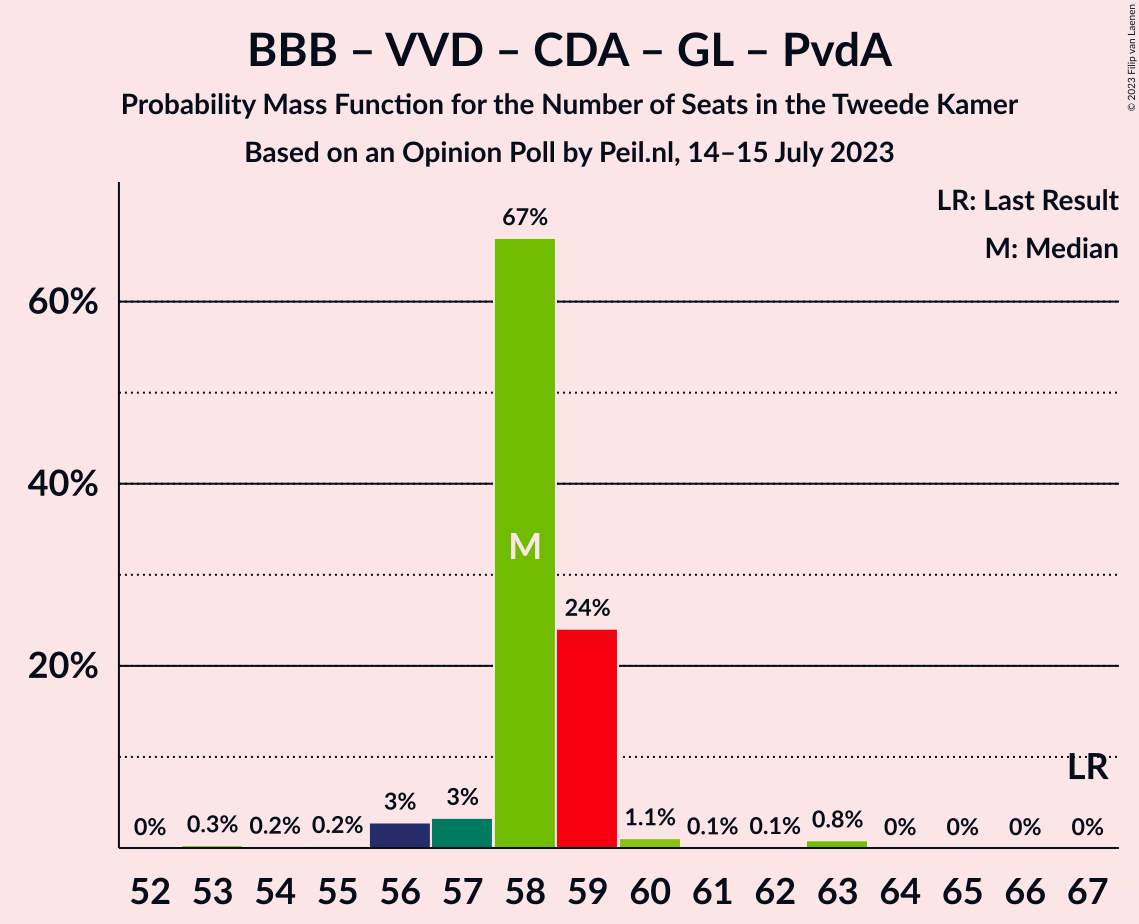 BBB – VVD – CDA – GL – PvdA
Probability Mass Function for the Number of Seats in the Tweede Kamer
Based on an Opinion Poll by Peil.nl, 14–15 July 2023
© 2023 Filip van Laenen
LR: Last Result
M: Median
60%
40%
20%
0%
0.3%
0.2%
0.2%
3%
3%
67%
M
24%
1.1%
0.1%
0.1%
0.8%
0%
0%
0%
0%
LR
52 53 54 55 56 57 58 59 60 61 62 63 64 65 66 67